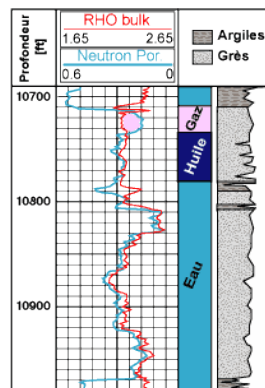 Profondeur
[ft]
RHO bulk
1.65 2.65
Neutron Por.
0.6 0
Argiles
Grès
10700
Gaz
Huile
10800
Eau
10900